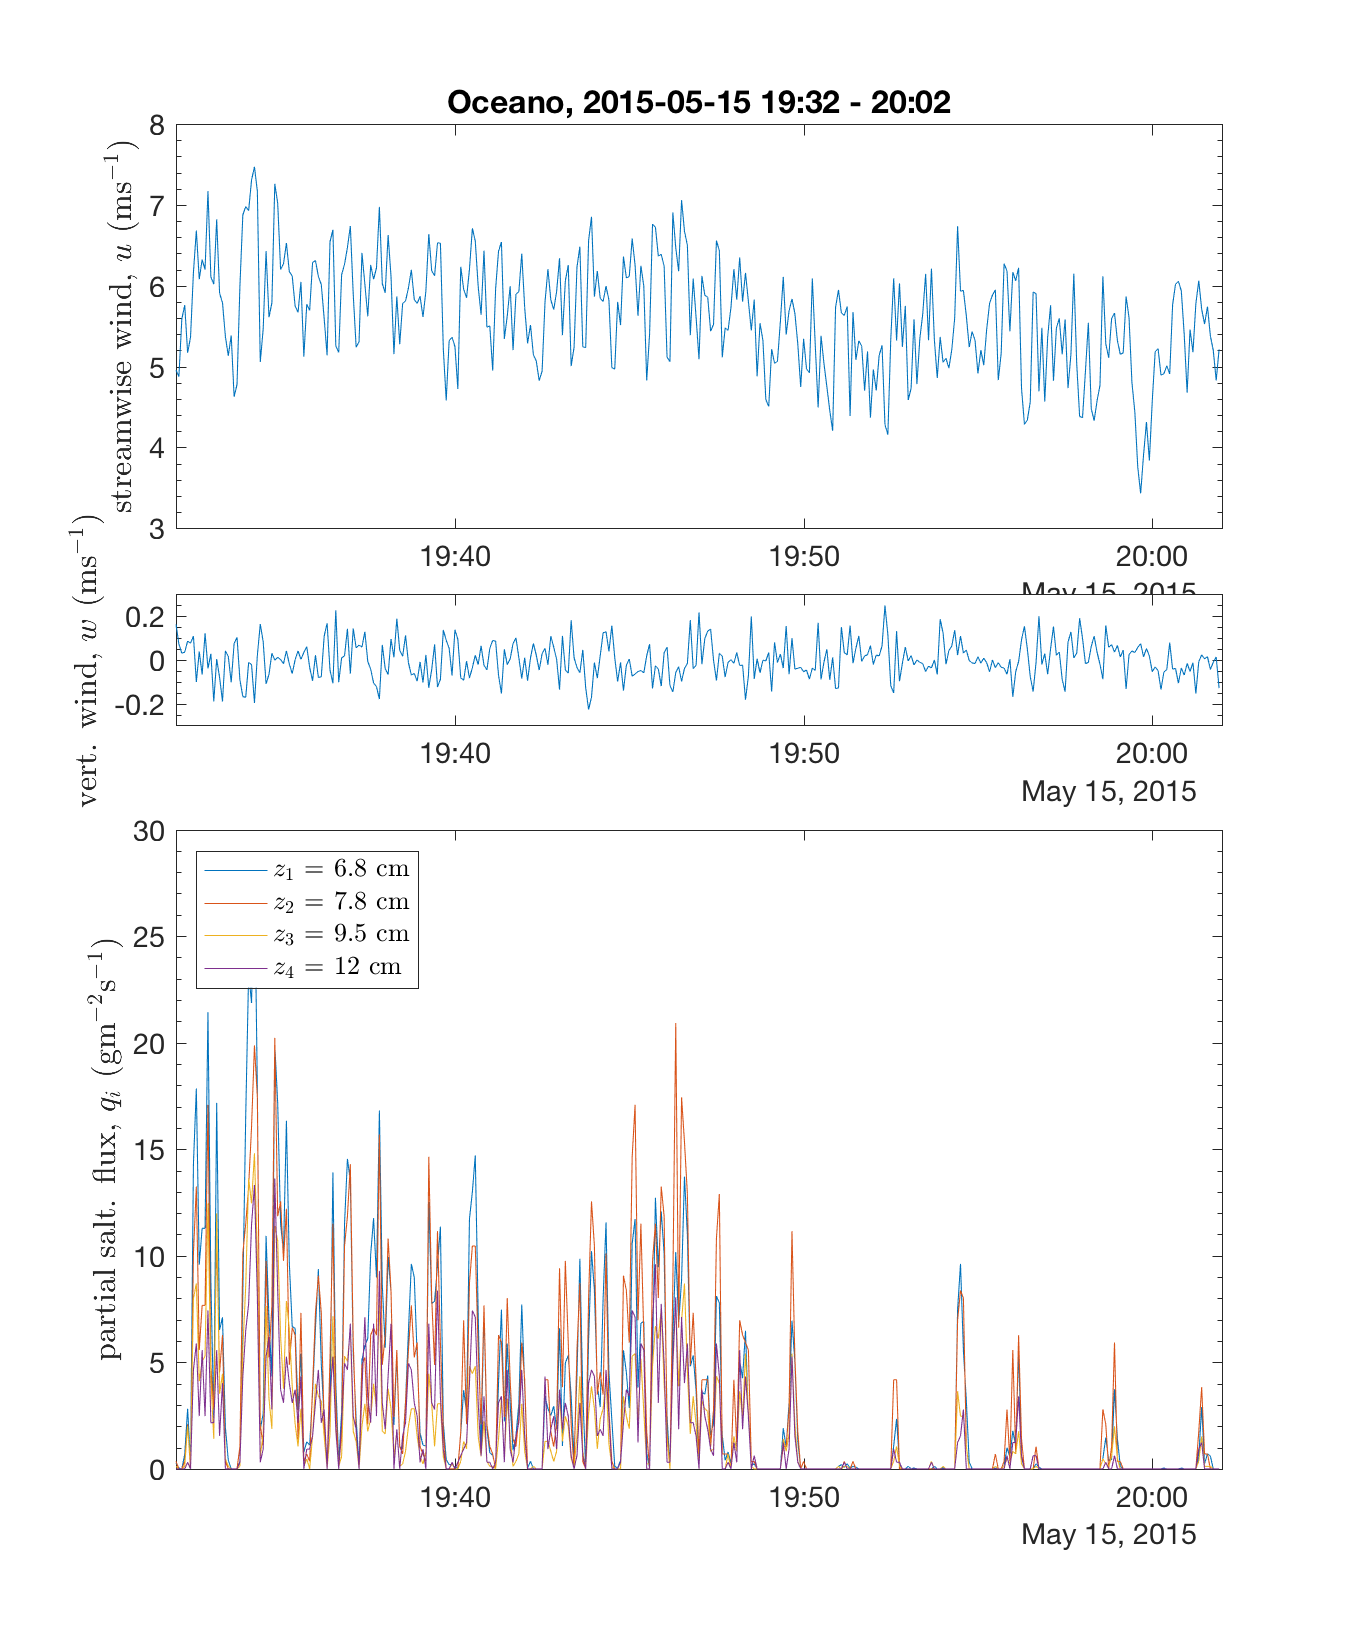 Oceano, 2015-05-15 19:32 - 20:02
streamwise wind, u (ms⁻¹)
8
7
6
5
4
3
19:40 19:50 20:00
May 15, 2015
vert. wind, w (ms⁻¹)
0.2
0
-0.2
19:40 19:50 20:00
May 15, 2015
partial salt. flux, qᵢ (gm⁻²s⁻¹)
30
25
20
15
10
5
0
z₁ = 6.8 cm
z₂ = 7.8 cm
z₃ = 9.5 cm
z₄ = 12 cm
19:40 19:50 20:00
May 15, 2015